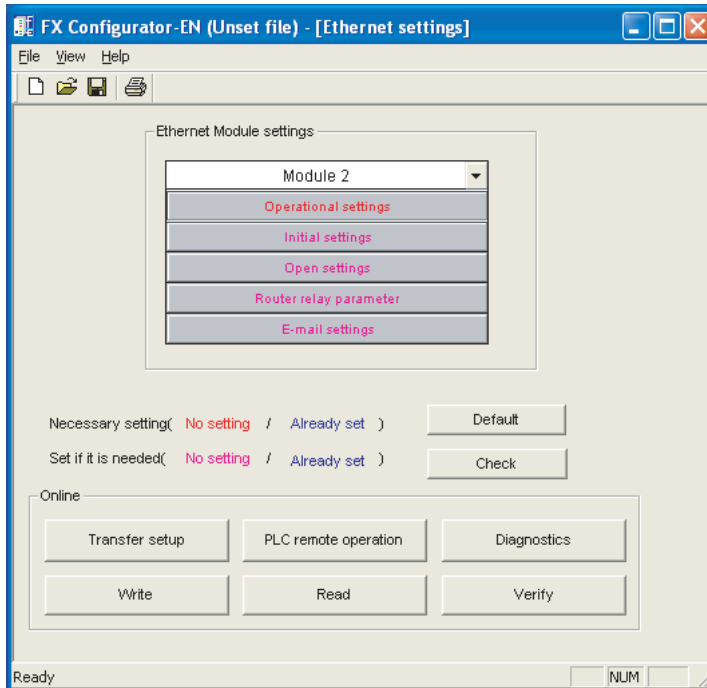 FX Configurator-EN (Unset file) - [Ethernet settings]
File View Help
Ethernet Module settings
Module 2
Operational settings
Initial settings
Open settings
Router relay parameter
E-mail settings
Necessary setting( No setting / Already set ) Default
Set if it is needed( No setting / Already set ) Check
Online
Transfer setup PLC remote operation Diagnostics
Write Read Verify
Ready NUM